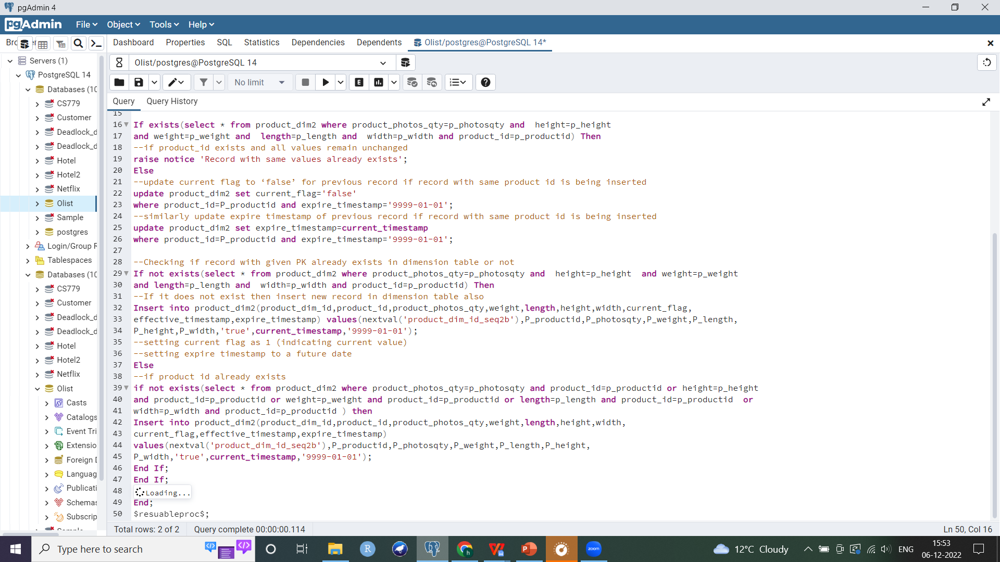 pgAdmin 4
pgAdmin File Object Tools Help
Dashboard Properties SQL Statistics Dependencies Dependents Olist/postgres@PostgreSQL 14*
Servers (1)
PostgreSQL 14
Databases (10
CS779
Customer
Deadlock_d
Deadlock_d
Hotel
Hotel2
Netflix
Olist
Sample
postgres
Login/Group R
Tablespaces
Databases (10
CS779
Customer
Deadlock_d
Deadlock_d
Hotel
Hotel2
Netflix
Olist
Casts
Catalogs
Event Tri
Extensio
Foreign D
Languag
Publicati
Schemas
Subscrip
Olist/postgres@PostgreSQL 14
No limit
E
Query Query History
15
16 If exists(select * from product_dim2 where product_photos_qty=p_photosqty and  height=p_height
17 and weight=p_weight and  length=p_length and  width=p_width and product_id=p_productid) Then
18 --if product_id exists and all values remain unchanged
19 raise notice 'Record with same values already exists';
20 Else
21 --update current flag to ‘false’ for previous record if record with same product id is being inserted
22 update product_dim2 set current_flag='false'
23 where product_id=P_productid and expire_timestamp='9999-01-01';
24 --similarly update expire timestamp of previous record if record with same product id is being inserted
25 update product_dim2 set expire_timestamp=current_timestamp
26 where product_id=P_productid and expire_timestamp='9999-01-01';
27
28 --Checking if record with given PK already exists in dimension table or not
29 If not exists(select * from product_dim2 where product_photos_qty=p_photosqty and  height=p_height  and weight=p_weight
30 and length=p_length and  width=p_width and product_id=p_productid) Then
31 --If it does not exist then insert new record in dimension table also
32 Insert into product_dim2(product_dim_id,product_id,product_photos_qty,weight,length,height,width,current_flag,
33 effective_timestamp,expire_timestamp) values(nextval('product_dim_id_seq2b'),P_productid,P_photosqty,P_weight,P_length,
34 P_height,P_width,'true',current_timestamp,'9999-01-01');
35 --setting current flag as 1 (indicating current value)
36 --setting expire timestamp to a future date
37 Else
38 --if product id already exists
39 if not exists(select * from product_dim2 where product_photos_qty=p_photosqty and product_id=p_productid or height=p_height
40 and product_id=p_productid or weight=p_weight and product_id=p_productid or length=p_length and product_id=p_productid  or
41 width=p_width and product_id=p_productid ) then
42 Insert into product_dim2(product_dim_id,product_id,product_photos_qty,weight,length,height,width,
43 current_flag,effective_timestamp,expire_timestamp)
44 values(nextval('product_dim_id_seq2b'),P_productid,P_photosqty,P_weight,P_length,P_height,
45 P_width,'true',current_timestamp,'9999-01-01');
46 End If;
47 End If;
48 Loading...
49 End;
50 $resuableproc$;
Total rows: 2 of 2 Query complete 00:00:00.114 Ln 50, Col 16
Type here to search
R
zoom
12°C Cloudy
ENG
15:53
06-12-2022